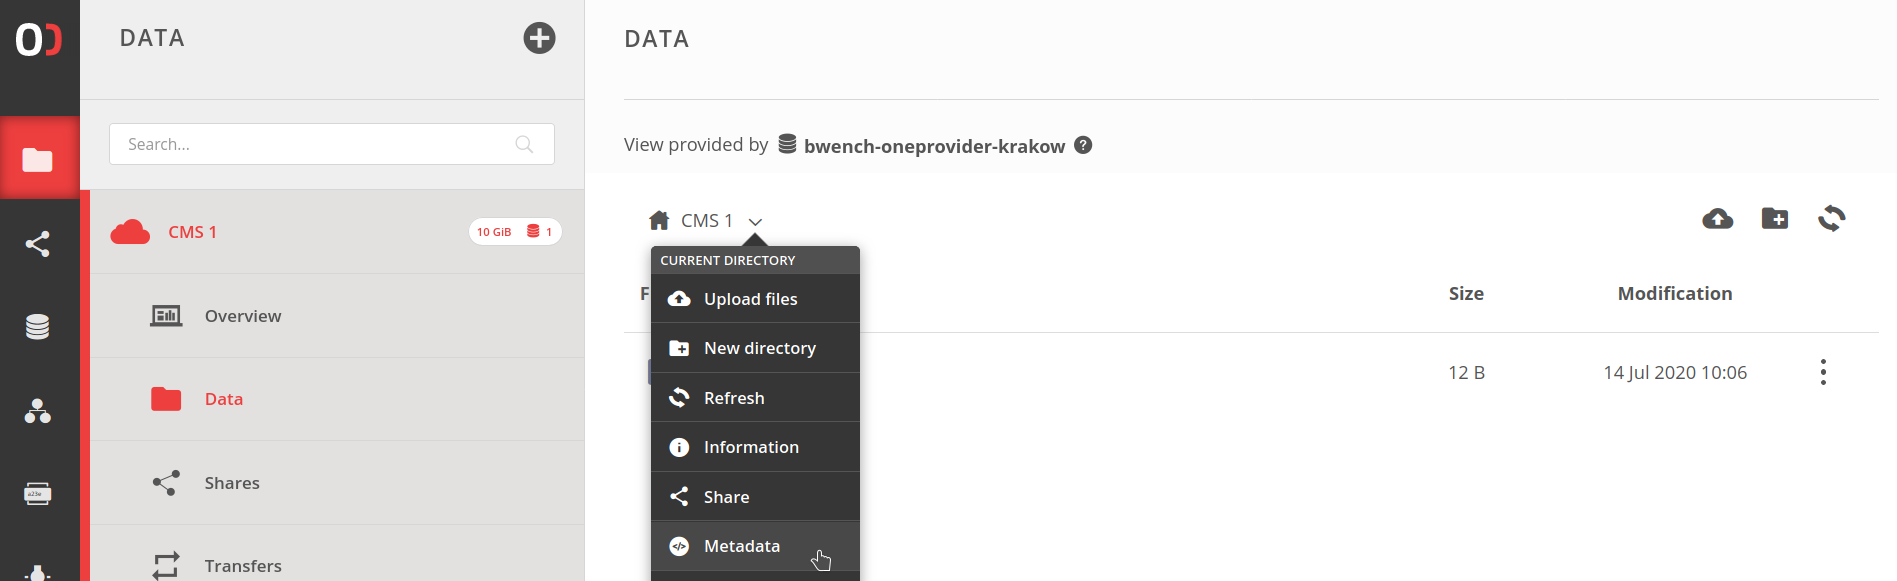 DATA
Search...
CMS 1
10 GiB 1
Overview
Data
Shares
Transfers
DATA
View provided by bwench-oneprovider-krakow
CMS 1
CURRENT DIRECTORY
Upload files
New directory
Refresh
Information
Share
Metadata
F Size Modification
12 B 14 Jul 2020 10:06